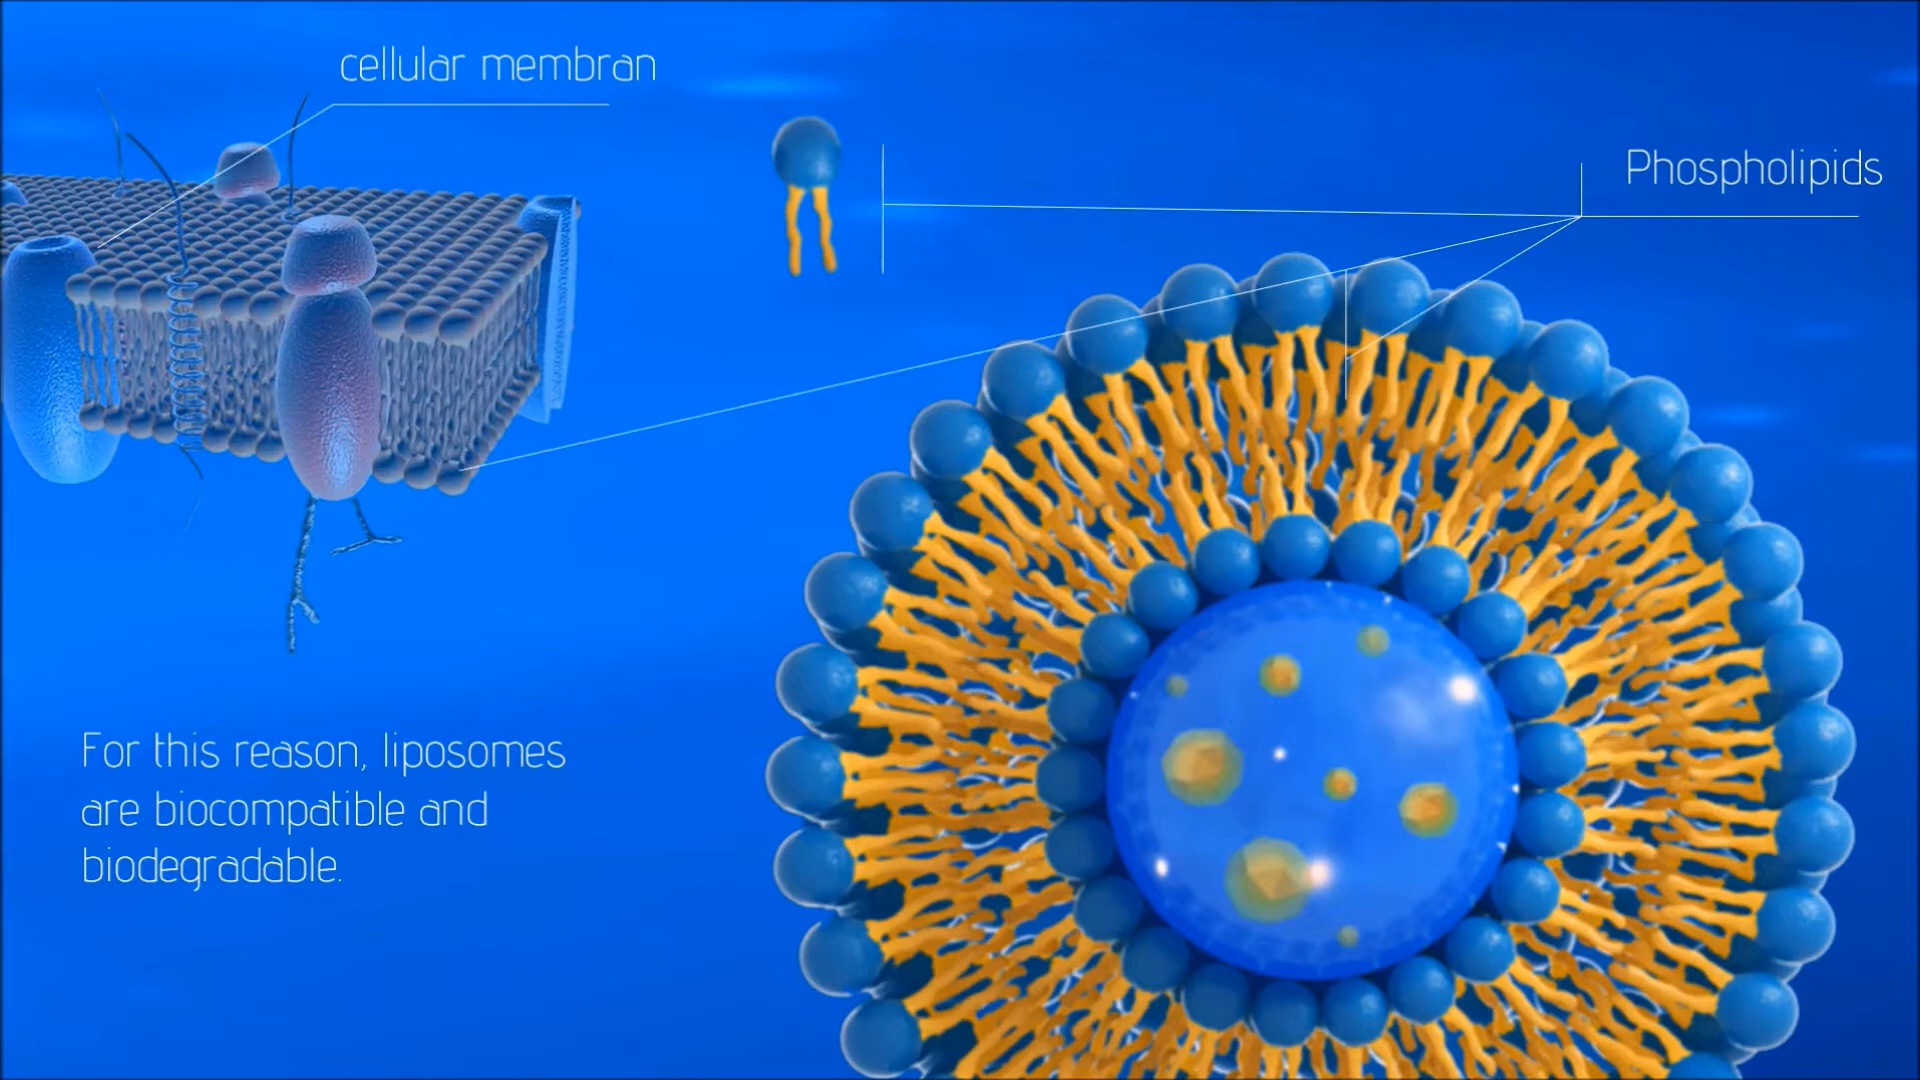 cellular membran
Phospholipids
For this reason, liposomes
are biocompatible and
biodegradable.